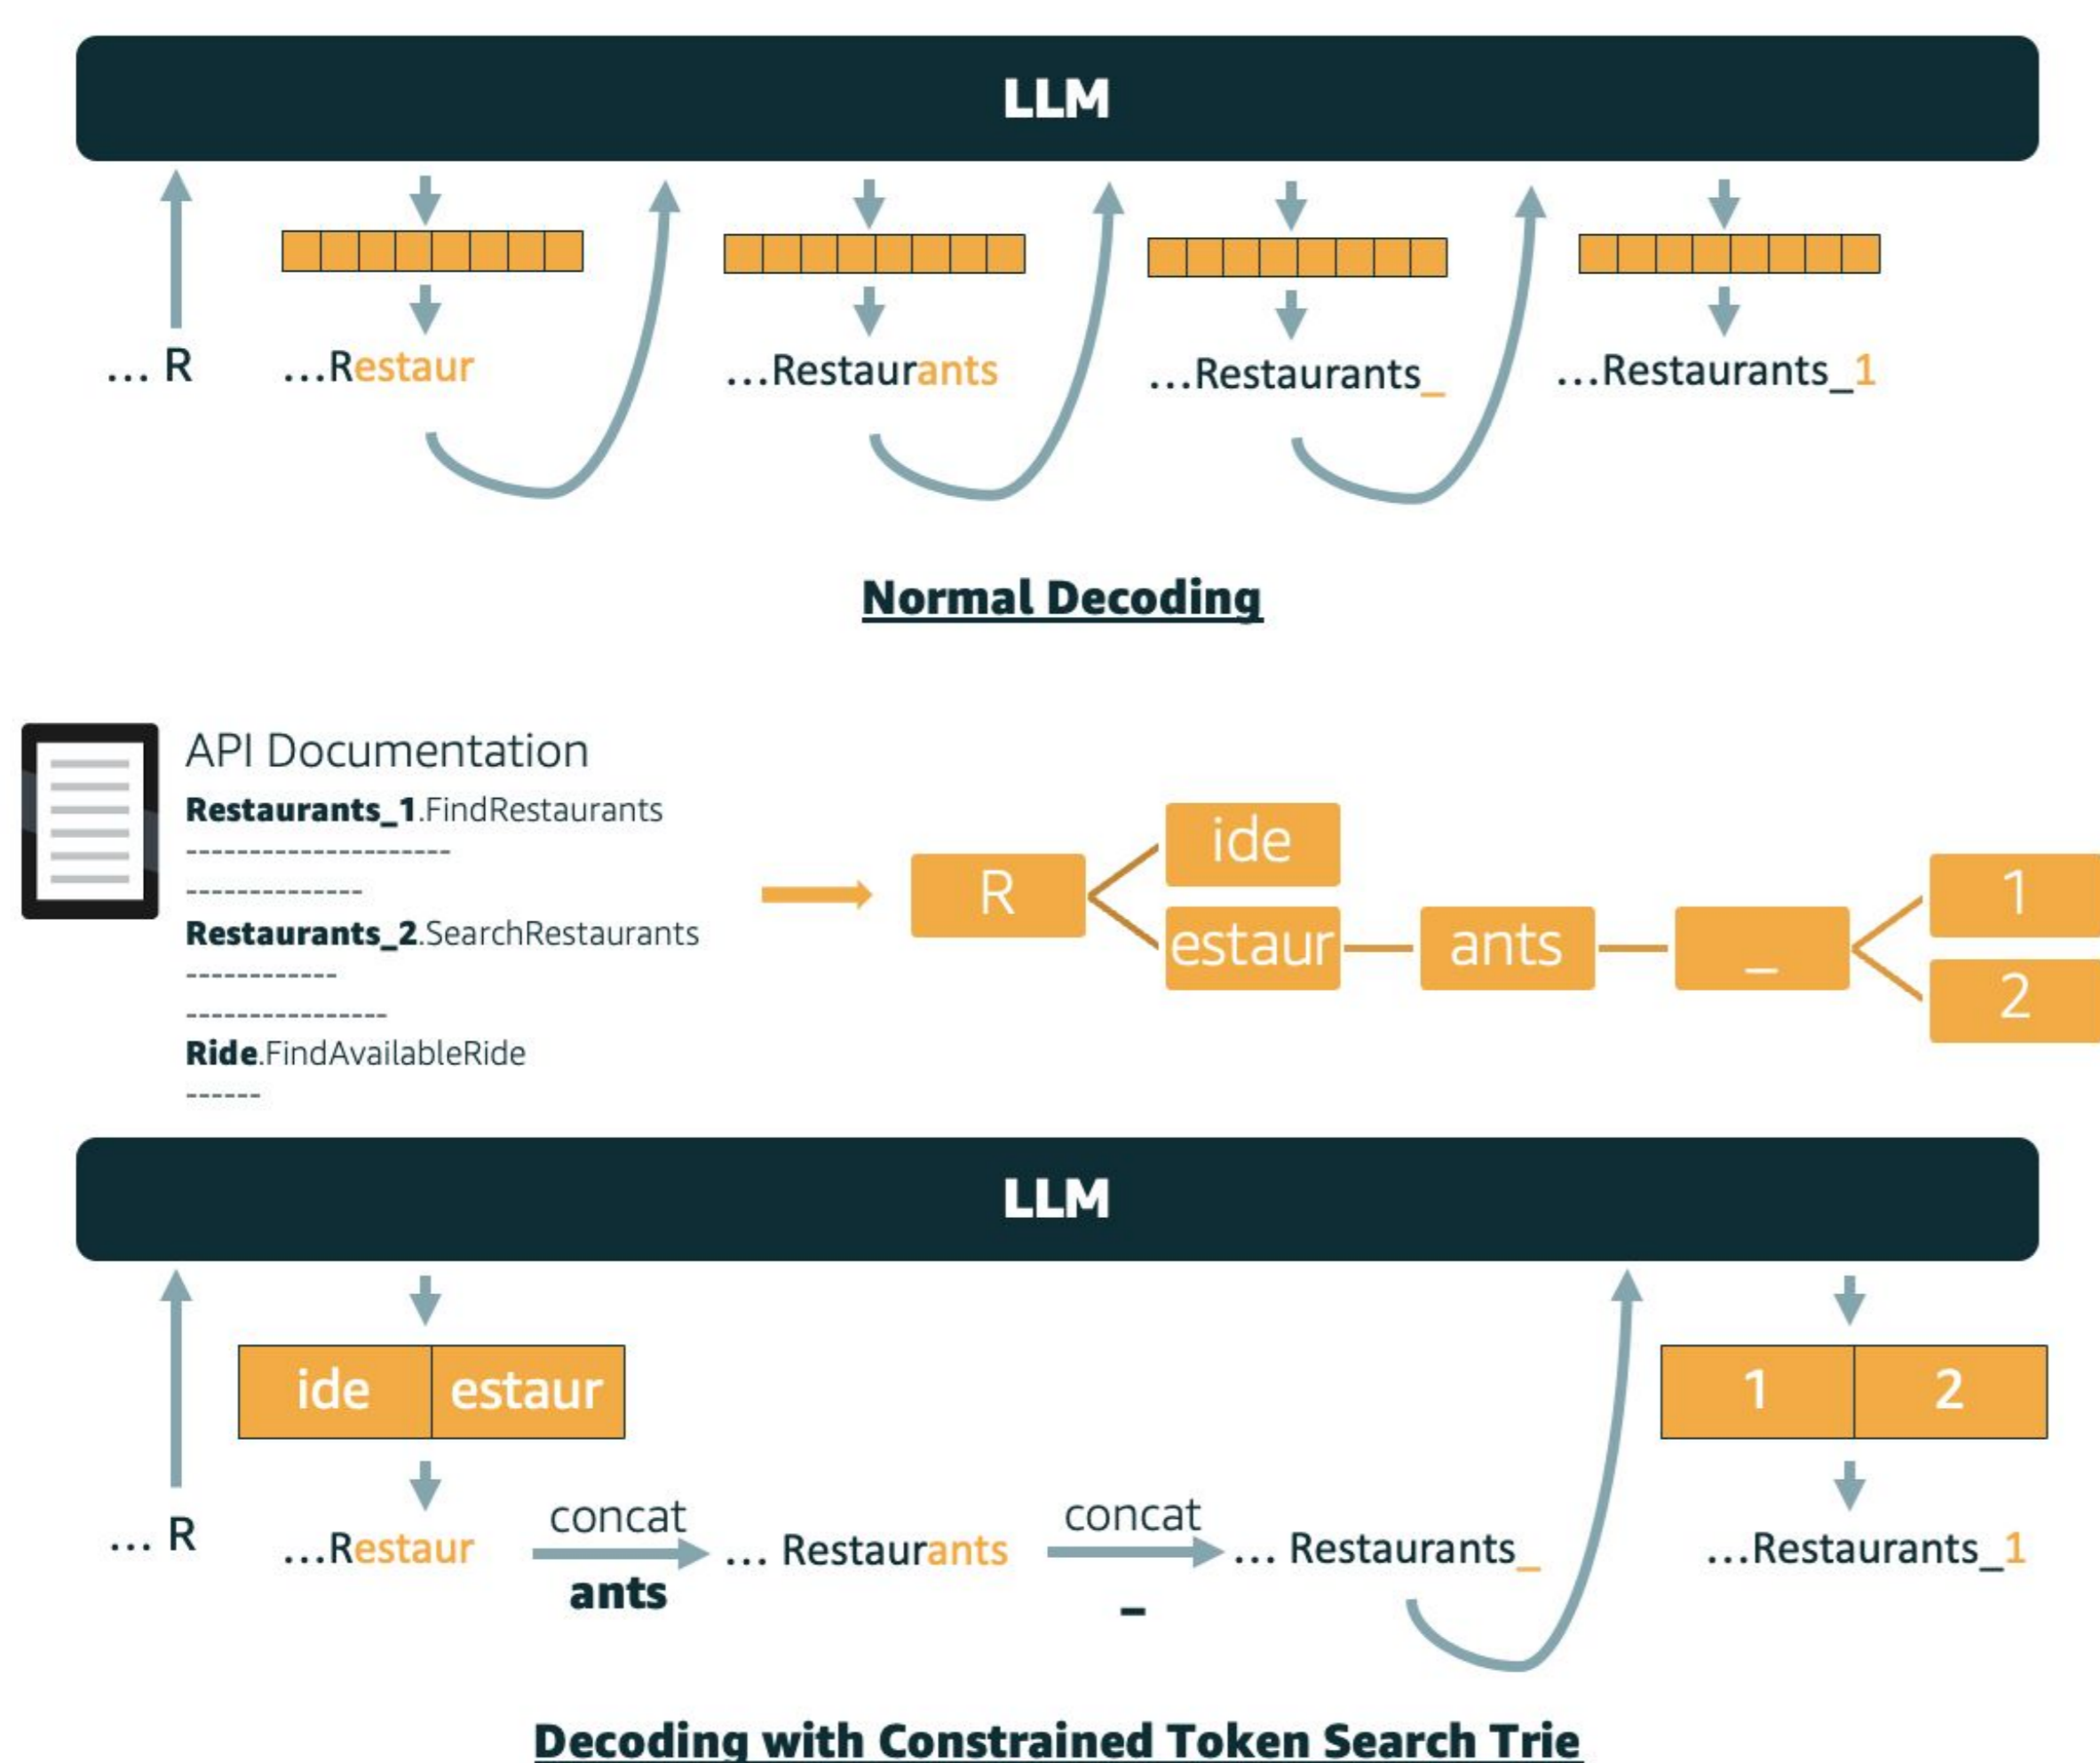 LLM
... R
...Restaur
...Restaurants
...Restaurants_
...Restaurants_1
Normal Decoding
API Documentation
Restaurants_1.FindRestaurants
---------------------
--------------
Restaurants_2.SearchRestaurants
------------
----------------
Ride.FindAvailableRide
------
R
ide
estaur
ants
_
1
2
LLM
ide
estaur
1
2
... R
...Restaur
concat
ants
... Restaurants
concat
_
... Restaurants_
...Restaurants_1
Decoding with Constrained Token Search Trie